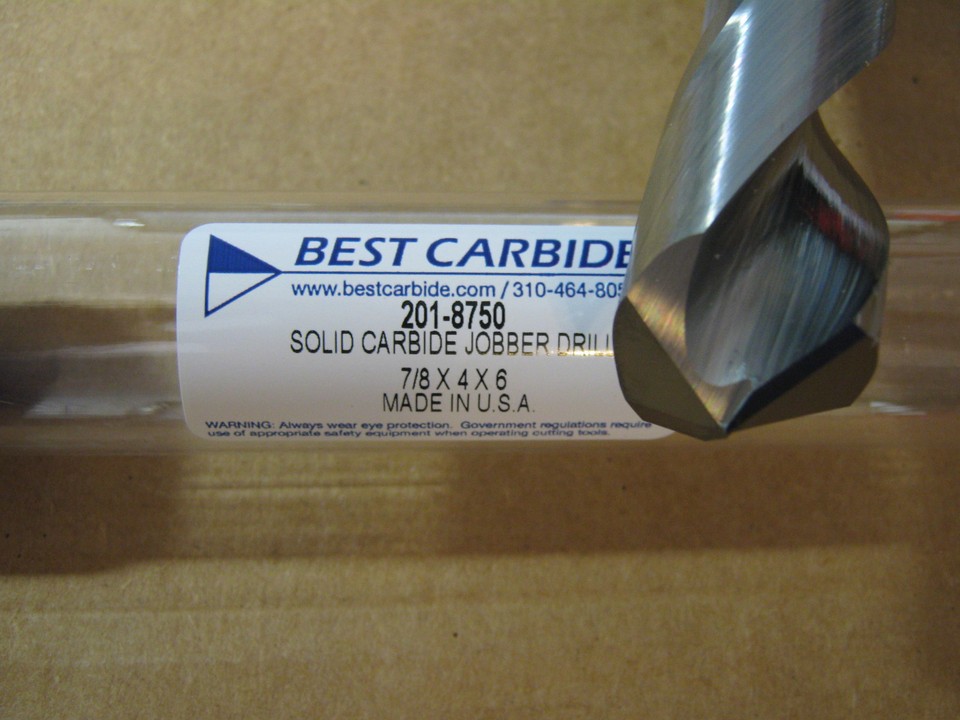 BEST CARBIDE
www.bestcarbide.com / 310-464-805
201-8750
SOLID CARBIDE JOBBER DRILL
7/8 X 4 X 6
MADE IN U.S.A.
WARNING: Always wear eye protection. Government regulations require
use of appropriate safety equipment when operating cutting tools.